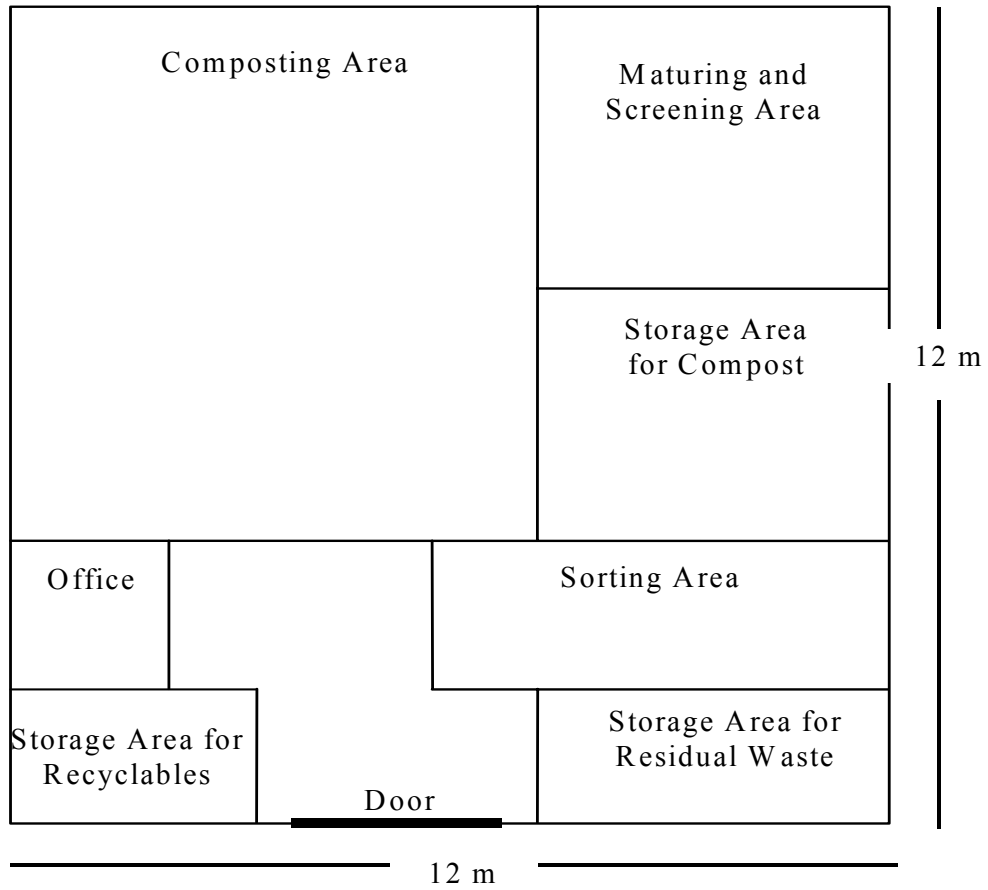 Composting Area
Maturing and
Screening Area
Storage Area
for Compost
12 m
Office
Sorting Area
Storage Area for
Recyclables
Storage Area for
Residual Waste
Door
12 m